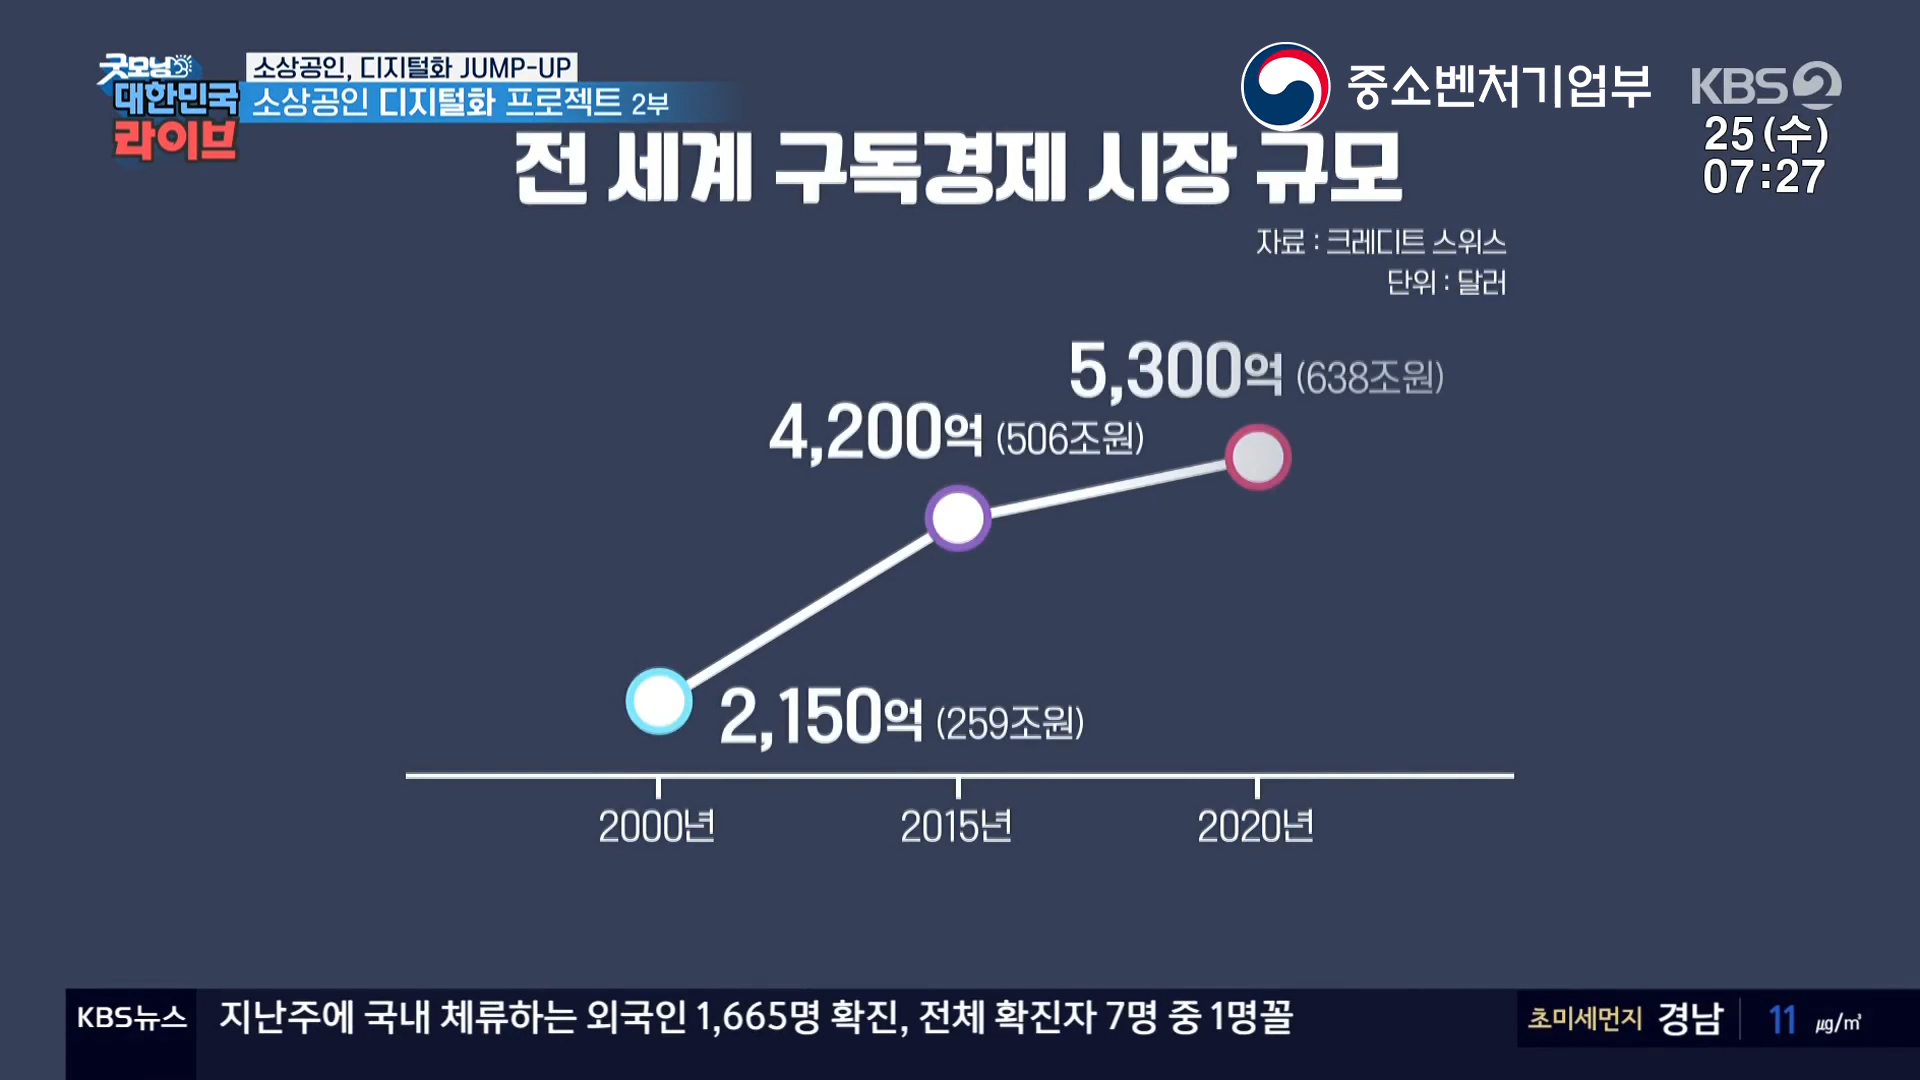 굿모닝
대한민국
라이브
소상공인, 디지털화 JUMP-UP
소상공인 디지털화 프로젝트 2부
중소벤처기업부
KBS 2
25 (수)
07:27
전 세계 구독경제 시장 규모
자료 : 크레디트 스위스
단위 : 달러
5,300억 (638조원)
4,200억 (506조원)
2,150억 (259조원)
2000년 2015년 2020년
KBS뉴스 지난주에 국내 체류하는 외국인 1,665명 확진, 전체 확진자 7명 중 1명꼴
초미세먼지 경남 11 ㎍/㎥